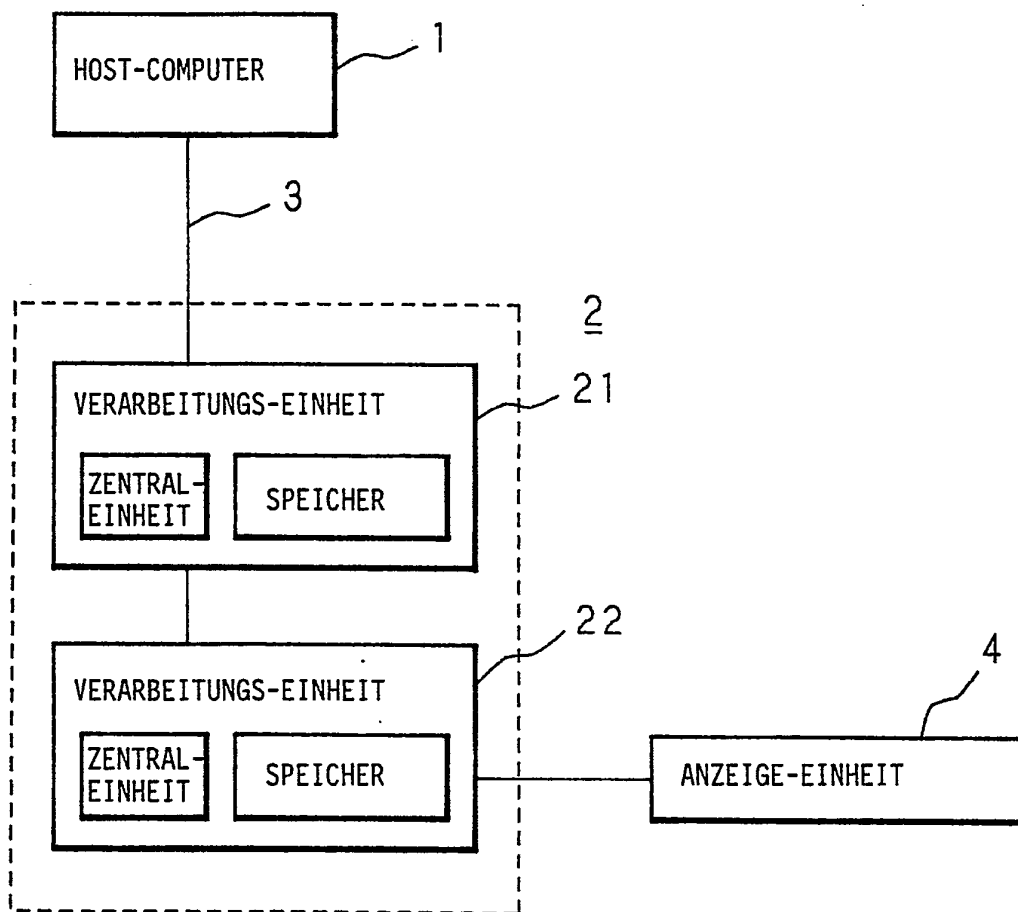 1
HOST-COMPUTER
3
2
21
VERARBEITUNGS-EINHEIT
ZENTRAL-
EINHEIT
SPEICHER
22
VERARBEITUNGS-EINHEIT
ZENTRAL-
EINHEIT
SPEICHER
4
ANZEIGE-EINHEIT